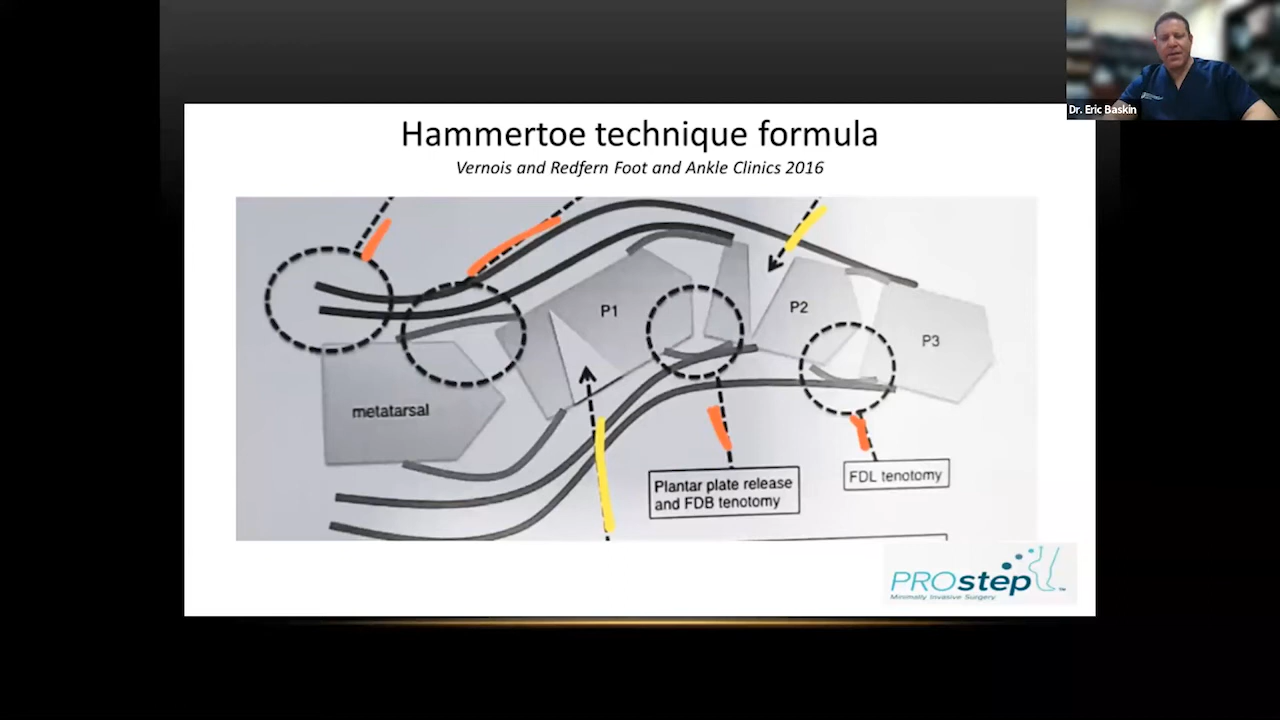 Dr. Eric Baskin
Hammertoe technique formula
Vernois and Redfern Foot and Ankle Clinics 2016
P1
P2
P3
metatarsal
Plantar plate release
and FDB tenotomy
FDL tenotomy
PROstep™
Minimally Invasive Surgery